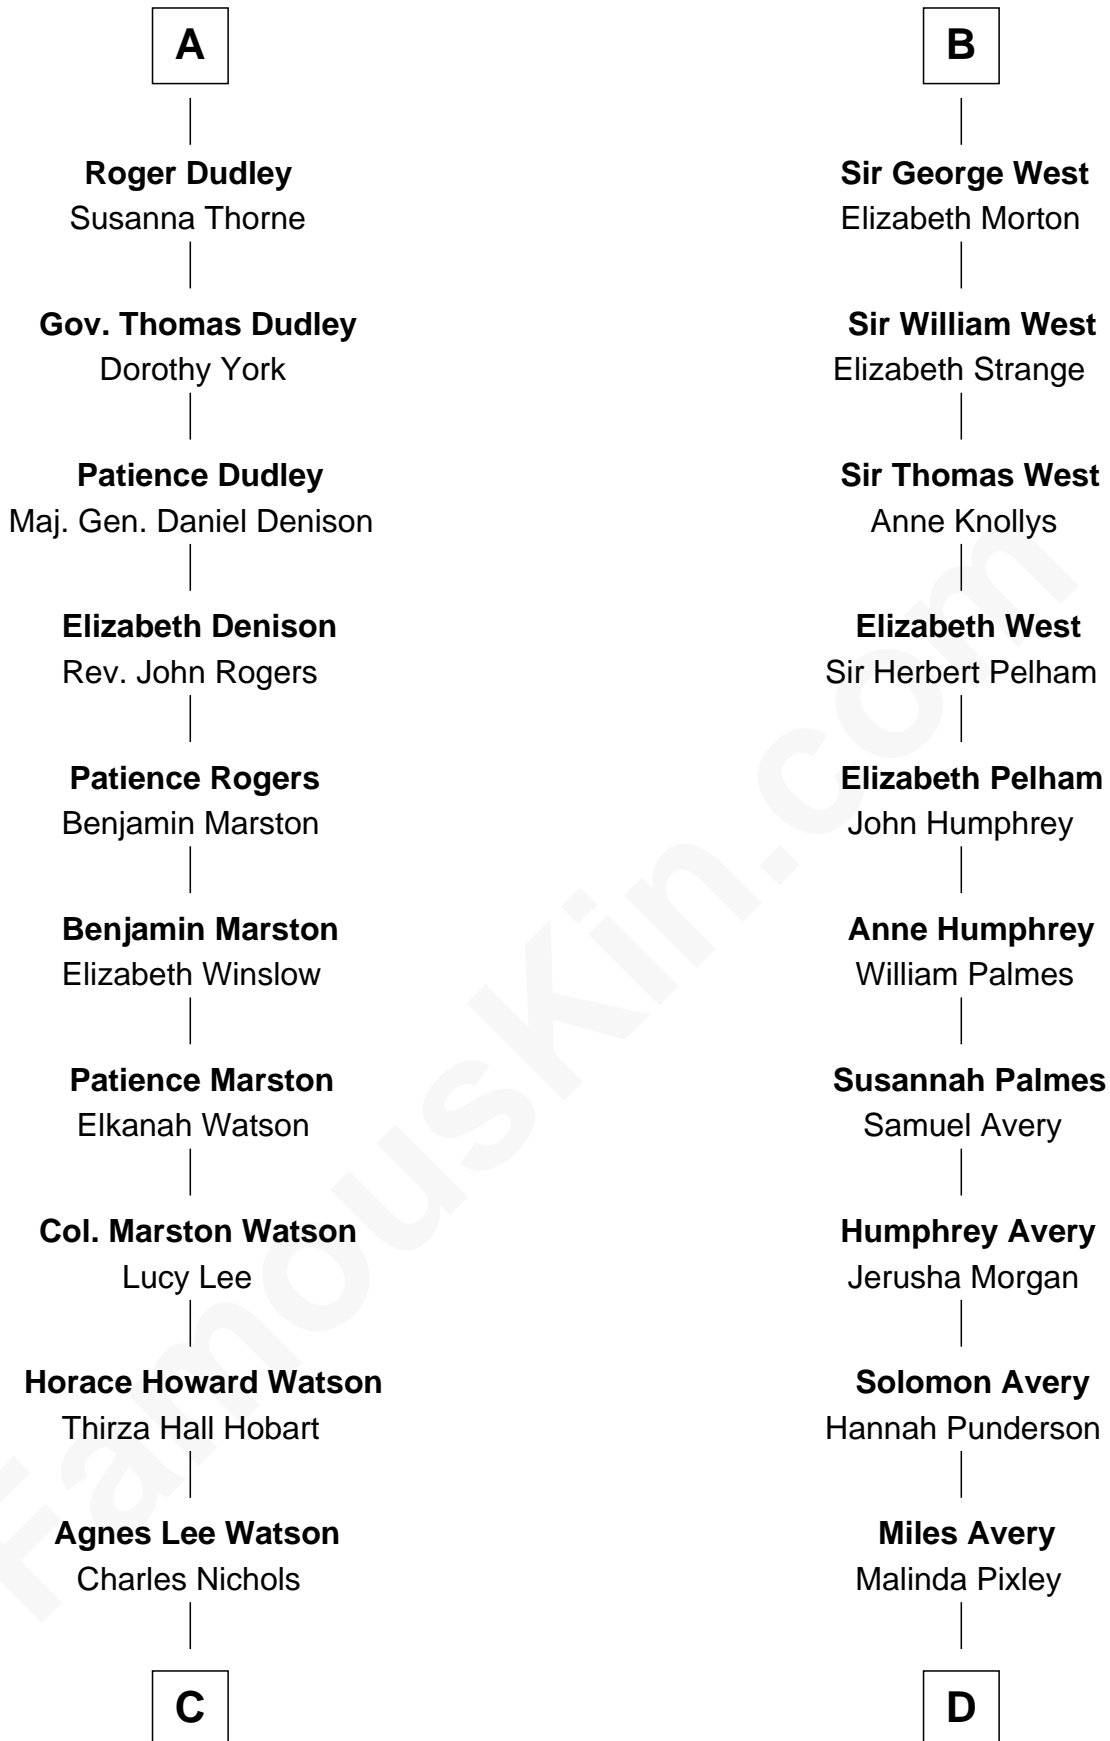 A
Roger Dudley
Susanna Thorne
Gov. Thomas Dudley
Dorothy York
Patience Dudley
Maj. Gen. Daniel Denison
Elizabeth Denison
Rev. John Rogers
Patience Rogers
Benjamin Marston
Benjamin Marston
Elizabeth Winslow
Patience Marston
Elkanah Watson
Col. Marston Watson
Lucy Lee
Horace Howard Watson
Thirza Hall Hobart
Agnes Lee Watson
Charles Nichols
C
B
Sir George West
Elizabeth Morton
Sir William West
Elizabeth Strange
Sir Thomas West
Anne Knollys
Elizabeth West
Sir Herbert Pelham
Elizabeth Pelham
John Humphrey
Anne Humphrey
William Palmes
Susannah Palmes
Samuel Avery
Humphrey Avery
Jerusha Morgan
Solomon Avery
Hannah Punderson
Miles Avery
Malinda Pixley
D
FamousKin.com